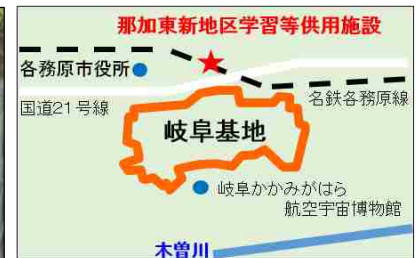 那加東新地区学習等供用施設
各務原市役所
国道21号線
名鉄各務原線
岐阜基地
岐阜かかみがはら
航空宇宙博物館
木曽川